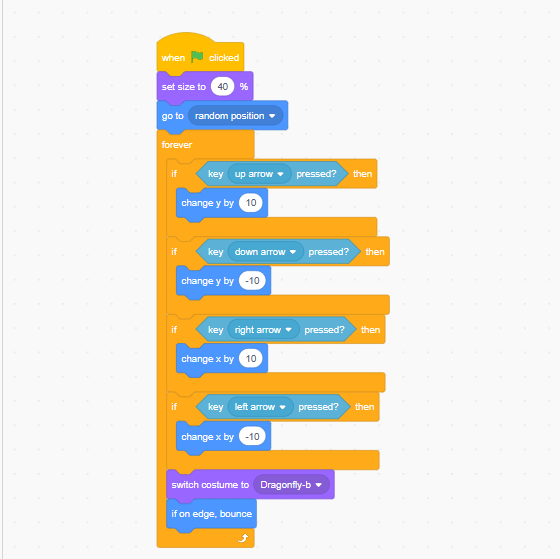 when clicked
set size to 40 %
go to random position
forever
if key up arrow pressed? then
change y by 10
if key down arrow pressed? then
change y by -10
if key right arrow pressed? then
change x by 10
if key left arrow pressed? then
change x by -10
switch costume to Dragonfly-b
if on edge, bounce